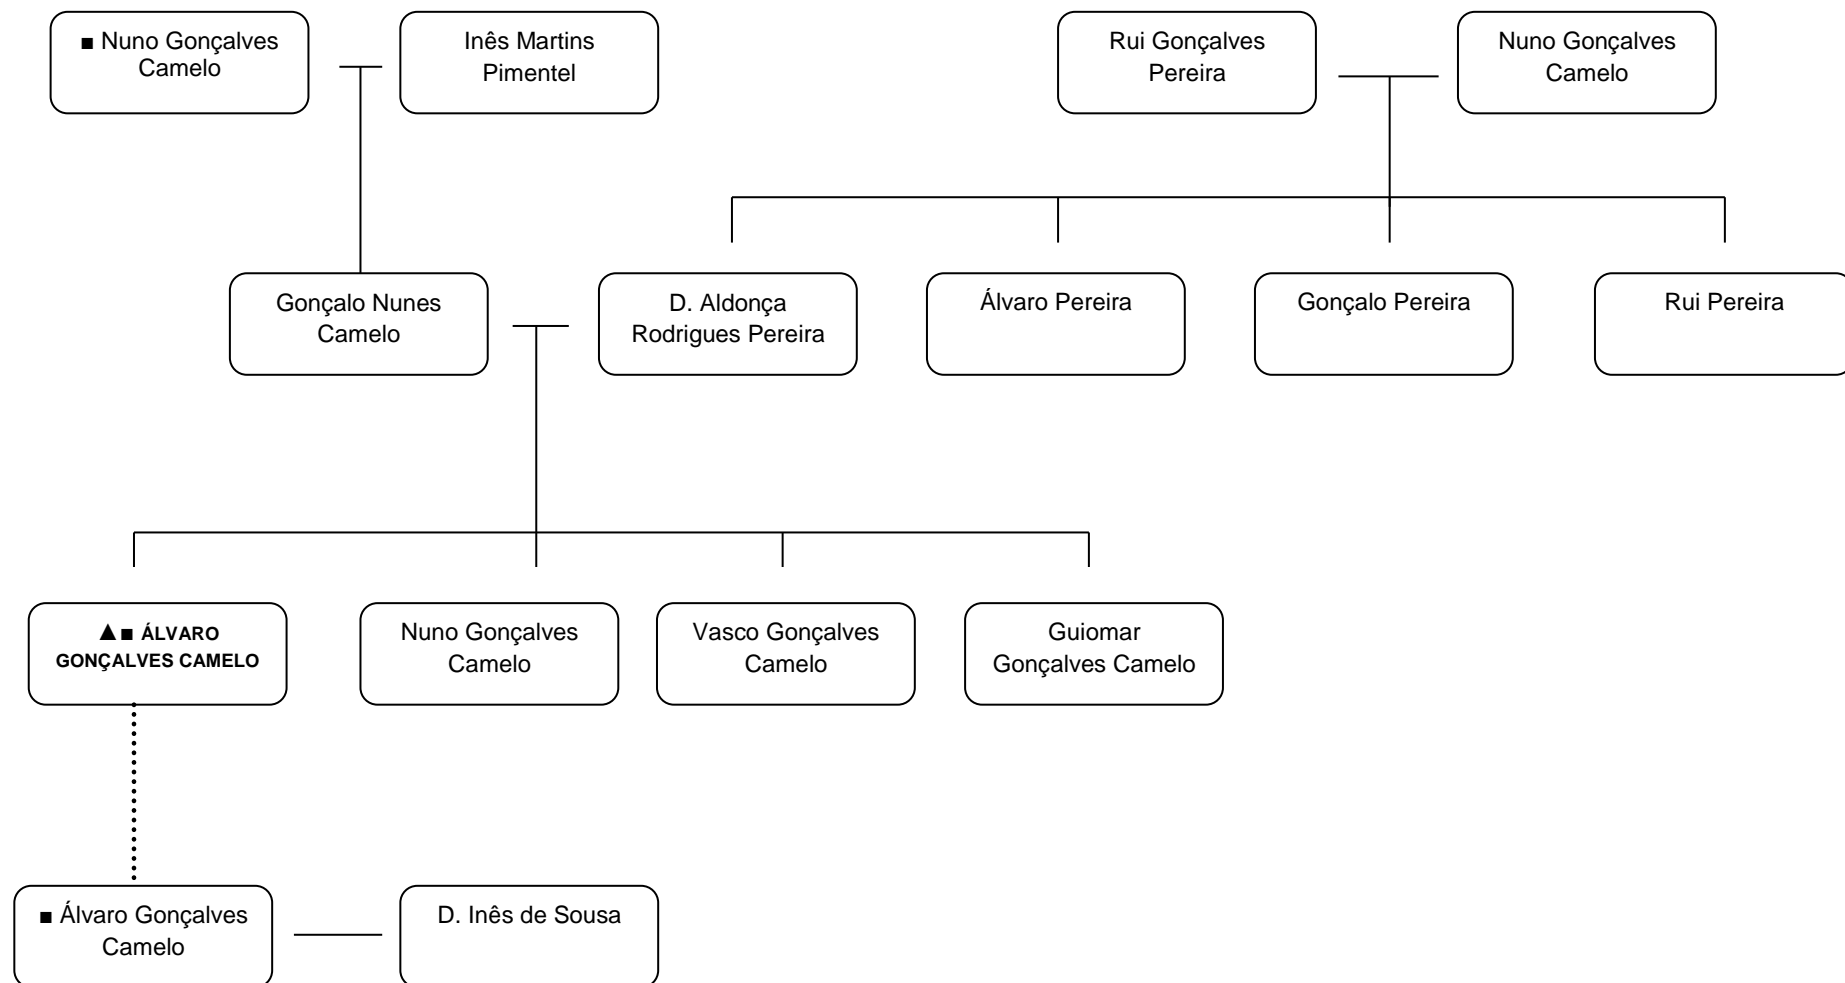 ■ Nuno Gonçalves
Camelo
Inês Martins
Pimentel
Rui Gonçalves
Pereira
Nuno Gonçalves
Camelo
Gonçalo Nunes
Camelo
D. Aldonça
Rodrigues Pereira
Álvaro Pereira
Gonçalo Pereira
Rui Pereira
▲■ ÁLVARO
GONÇALVES CAMELO
Nuno Gonçalves
Camelo
Vasco Gonçalves
Camelo
Guiomar
Gonçalves Camelo
■ Álvaro Gonçalves
Camelo
D. Inês de Sousa